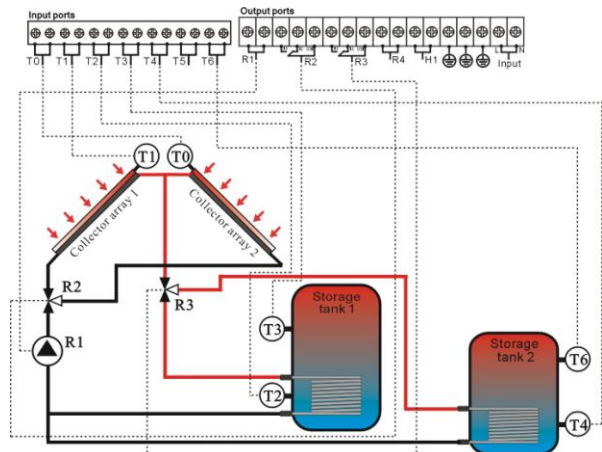 Input ports
Output ports
T0 T1 T2 T3 T4 T5 T6
R1 R2 R3 R4 H1 Input
L N
T1 T0
Collector array 1
Collector array 2
R2
R3
R1
Storage
tank 1
T3
T2
Storage
tank 2
T6
T4